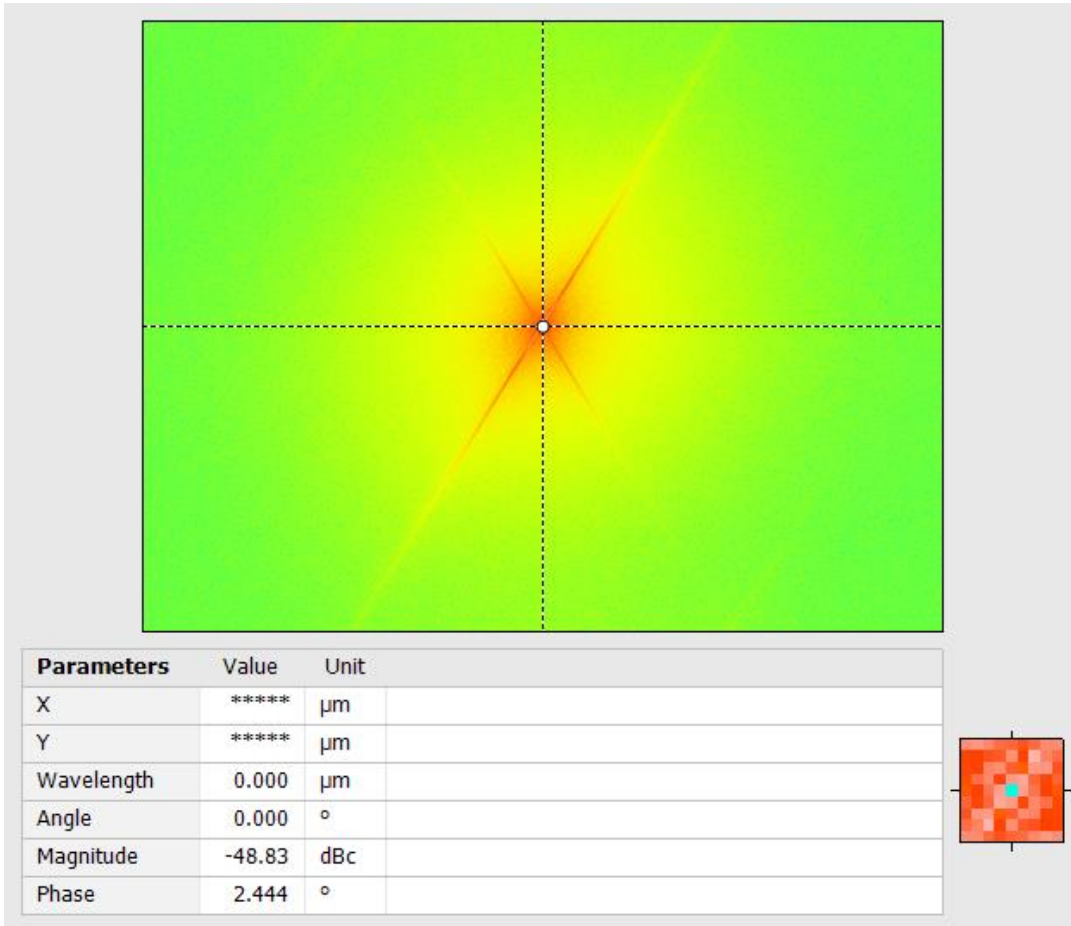 Parameters Value Unit
X ***** µm
Y ***** µm
Wavelength 0.000 µm
Angle 0.000 °
Magnitude -48.83 dBc
Phase 2.444 °